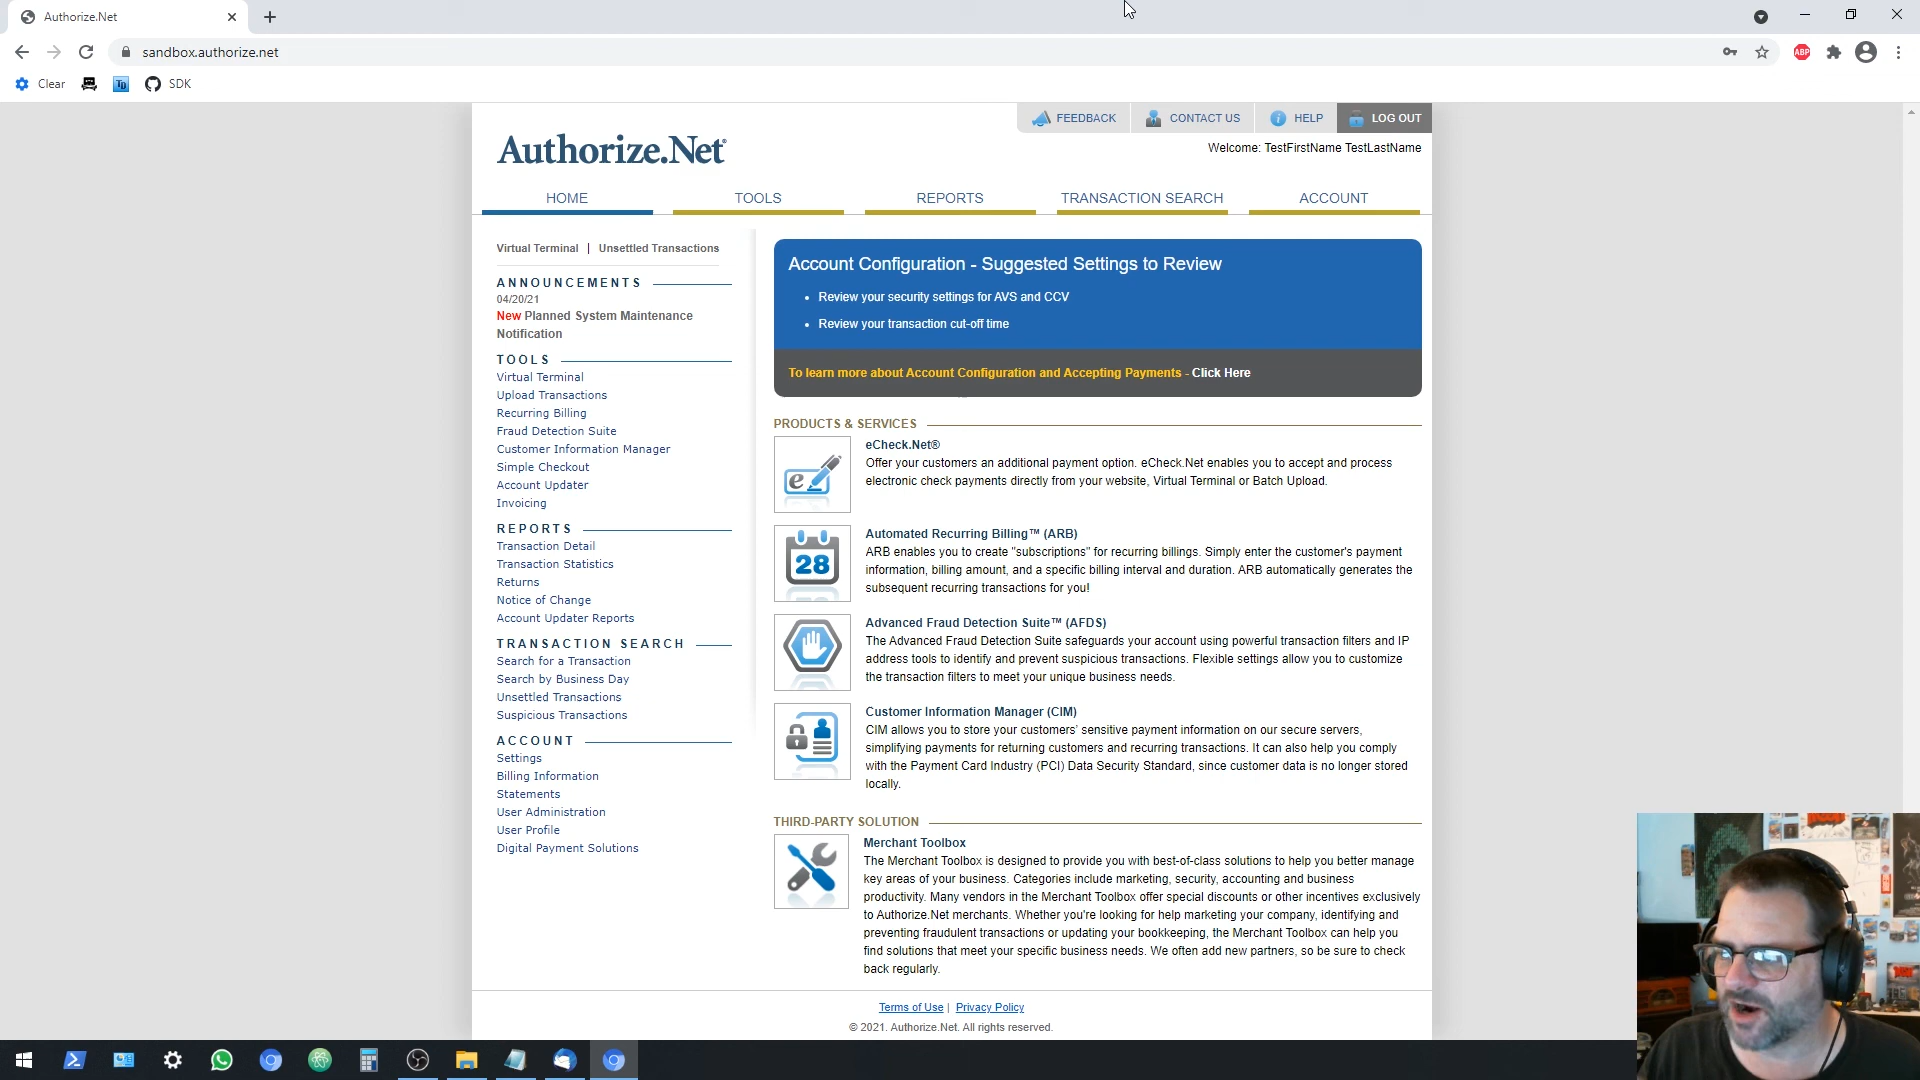 Authorize.Net
sandbox.authorize.net
ABP
Clear
Tp
SDK
FEEDBACK
CONTACT US
HELP
LOG OUT
Authorize.Net
Welcome: TestFirstName TestLastName
HOME
TOOLS
REPORTS
TRANSACTION SEARCH
ACCOUNT
Virtual Terminal | Unsettled Transactions
ANNOUNCEMENTS
04/20/21
New Planned System Maintenance
Notification
TOOLS
Virtual Terminal
Upload Transactions
Recurring Billing
Fraud Detection Suite
Customer Information Manager
Simple Checkout
Account Updater
Invoicing
REPORTS
Transaction Detail
Transaction Statistics
Returns
Notice of Change
Account Updater Reports
TRANSACTION SEARCH
Search for a Transaction
Search by Business Day
Unsettled Transactions
Suspicious Transactions
ACCOUNT
Settings
Billing Information
Statements
User Administration
User Profile
Digital Payment Solutions
Account Configuration - Suggested Settings to Review
• Review your security settings for AVS and CCV
• Review your transaction cut-off time
To learn more about Account Configuration and Accepting Payments - Click Here
PRODUCTS & SERVICES
eCheck.Net®
Offer your customers an additional payment option. eCheck.Net enables you to accept and process
electronic check payments directly from your website, Virtual Terminal or Batch Upload.
28
Automated Recurring Billing™ (ARB)
ARB enables you to create "subscriptions" for recurring billings. Simply enter the customer's payment
information, billing amount, and a specific billing interval and duration. ARB automatically generates the
subsequent recurring transactions for you!
Advanced Fraud Detection Suite™ (AFDS)
The Advanced Fraud Detection Suite safeguards your account using powerful transaction filters and IP
address tools to identify and prevent suspicious transactions. Flexible settings allow you to customize
the transaction filters to meet your unique business needs.
Customer Information Manager (CIM)
CIM allows you to store your customers' sensitive payment information on our secure servers,
simplifying payments for returning customers and recurring transactions. It can also help you comply
with the Payment Card Industry (PCI) Data Security Standard, since customer data is no longer stored
locally.
THIRD-PARTY SOLUTION
Merchant Toolbox
The Merchant Toolbox is designed to provide you with best-of-class solutions to help you better manage
key areas of your business. Categories include marketing, security, accounting and business
productivity. Many vendors in the Merchant Toolbox offer special discounts or other incentives exclusively
to Authorize.Net merchants. Whether you're looking for help marketing your company, identifying and
preventing fraudulent transactions or updating your bookkeeping, the Merchant Toolbox can help you
find solutions that meet your specific business needs. We often add new partners, so be sure to check
back regularly.
Terms of Use | Privacy Policy
© 2021. Authorize.Net. All rights reserved.